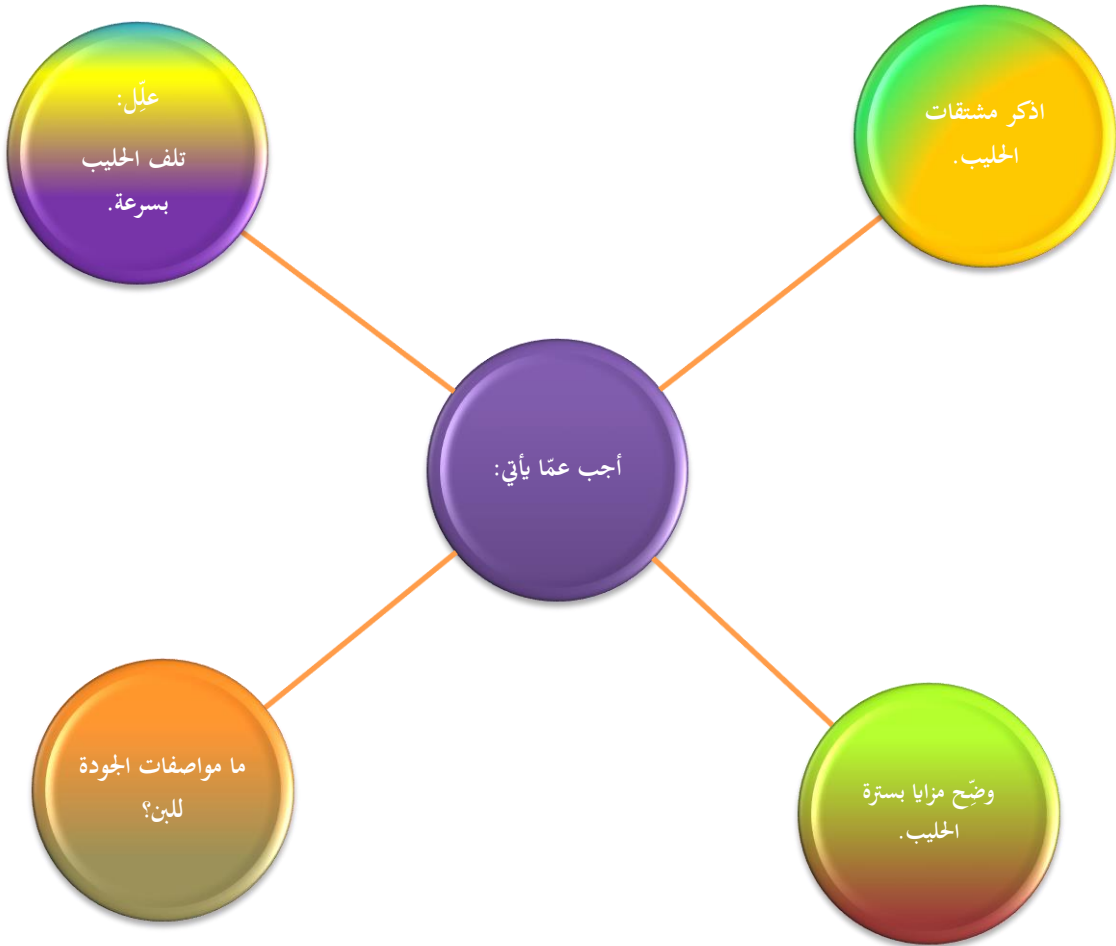 اذكر مشتقات
الحليب.
علِّل:
تلف الحليب
بسرعة.
أجب عمّا يأتي:
وضِّح مزايا بسترة
الحليب.
ما مواصفات الجودة
للبن؟